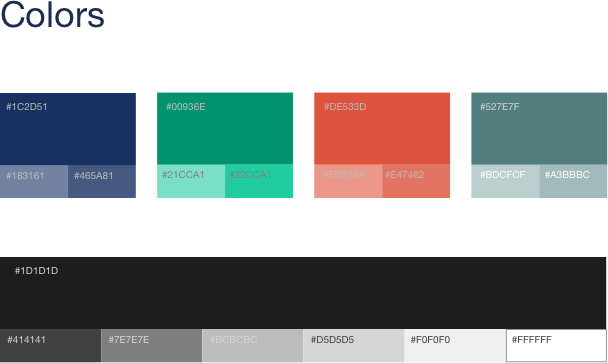 Colors
#1C2D51
#00936E
#DE533D
#527E7F
#183161
#465A81
#21CCA1
#22CCA1
#EB978A
#E47462
#BDCFCF
#A3BBBC
#1D1D1D
#414141
#7E7E7E
#BCBCBC
#D5D5D5
#F0F0F0
#FFFFFF